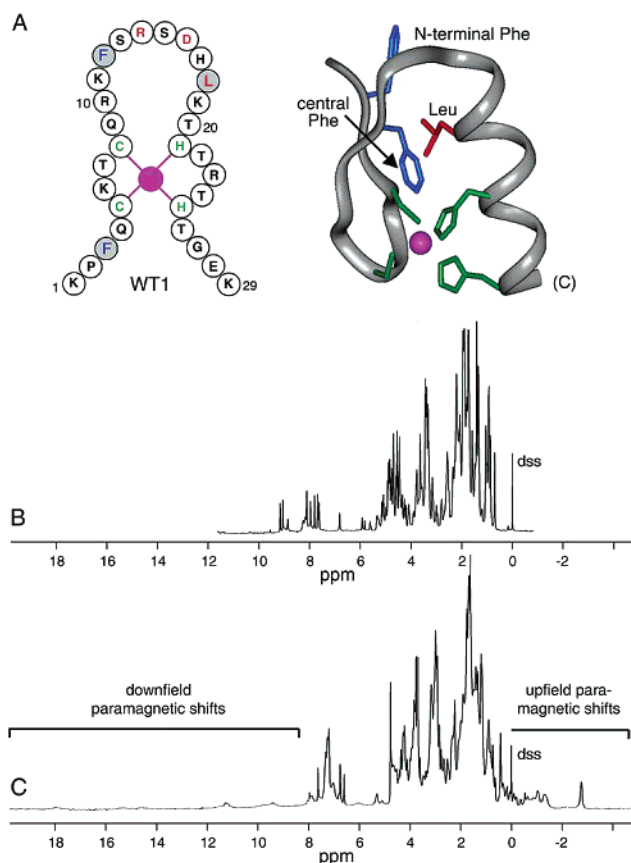 A
K P F Q C K T C Q R K F S R S D H L K T H T R T H T G E K
1
10
20
29
WT1
N-terminal Phe
central
Phe
Leu
(C)
B
dss
18 16 14 12 10 8 6 4 2 0 -2
ppm
downfield
paramagnetic shifts
upfield para-
magnetic shifts
dss
C
18 16 14 12 10 8 6 4 2 0 -2
ppm